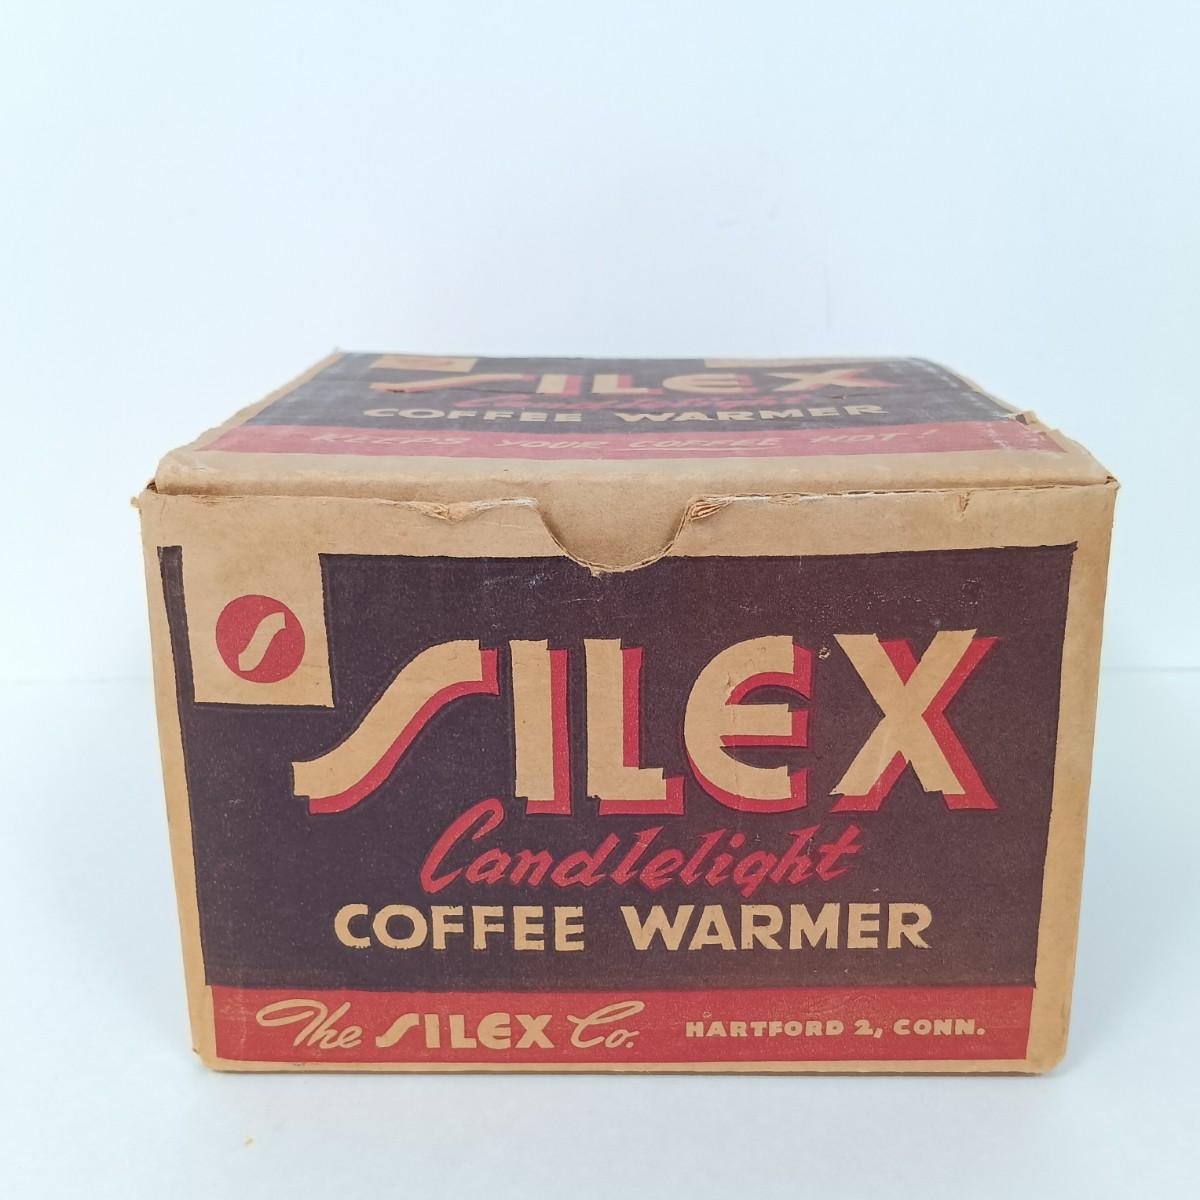 SILEX
Candlelight
COFFEE WARMER
KEEPS YOUR COFFEE HOT!
S
SILEX
Candlelight
COFFEE WARMER
The SILEX Co. HARTFORD 2, CONN.